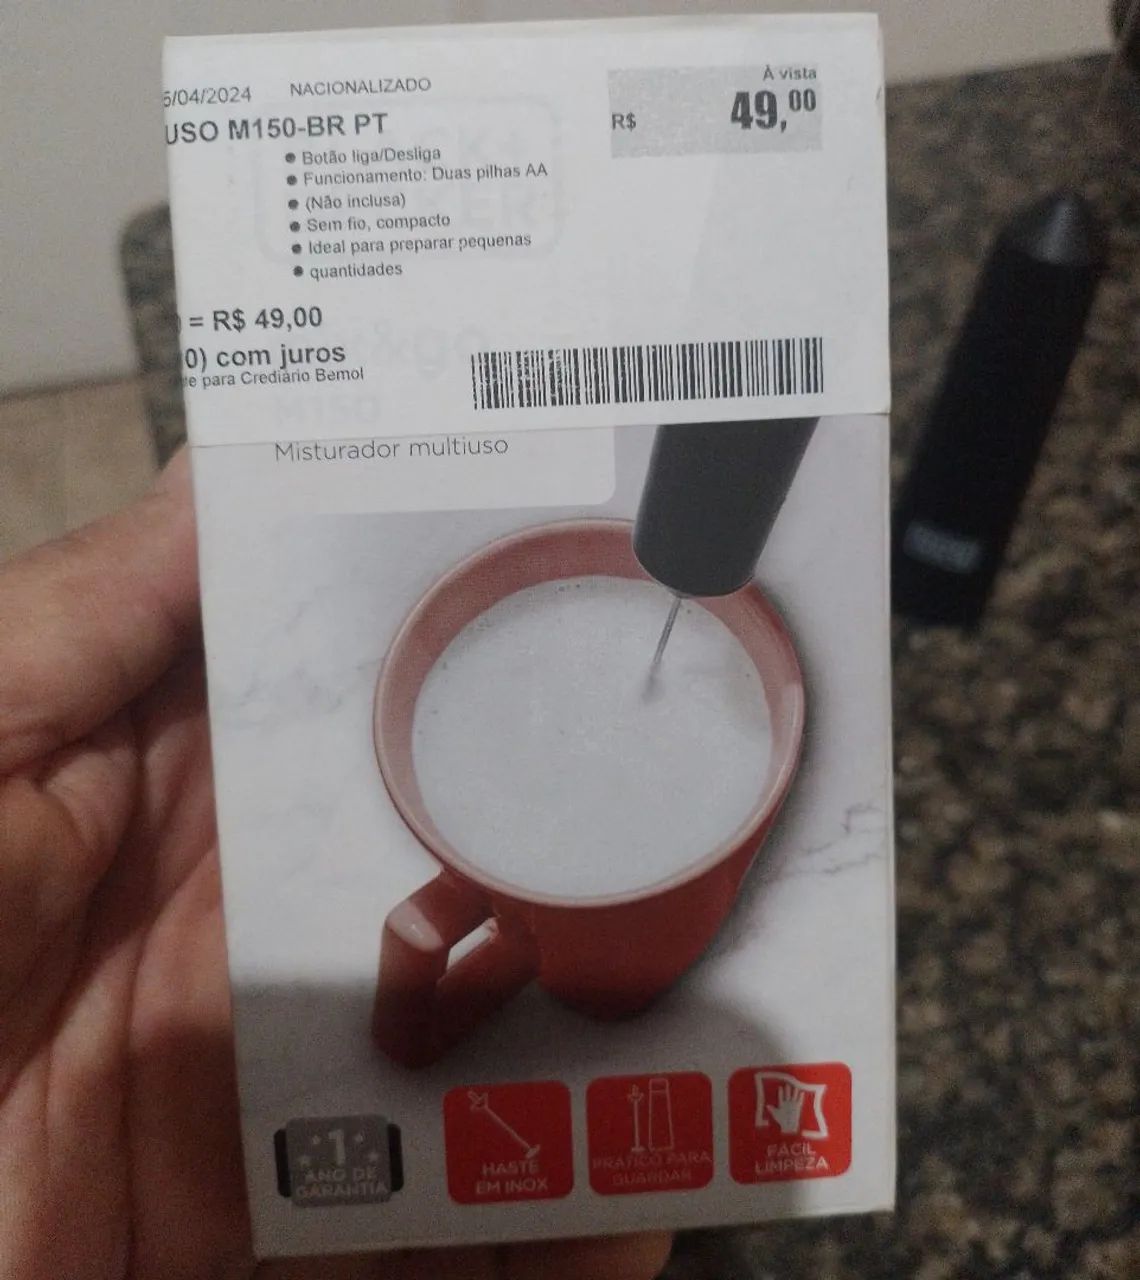 5/04/2024 NACIONALIZADO
À vista
R$ 49,00
USO M150-BR PT
Botão liga/Desliga
Funcionamento: Duas pilhas AA
(Não inclusa)
Sem fio, compacto
Ideal para preparar pequenas
quantidades
= R$ 49,00
0) com juros
e para Crediário Bemol
M150
Misturador multiuso
1
ANO DE
GARANTIA
HASTE
EM INOX
PRÁTICO PARA
GUARDAR
FÁCIL
LIMPEZA